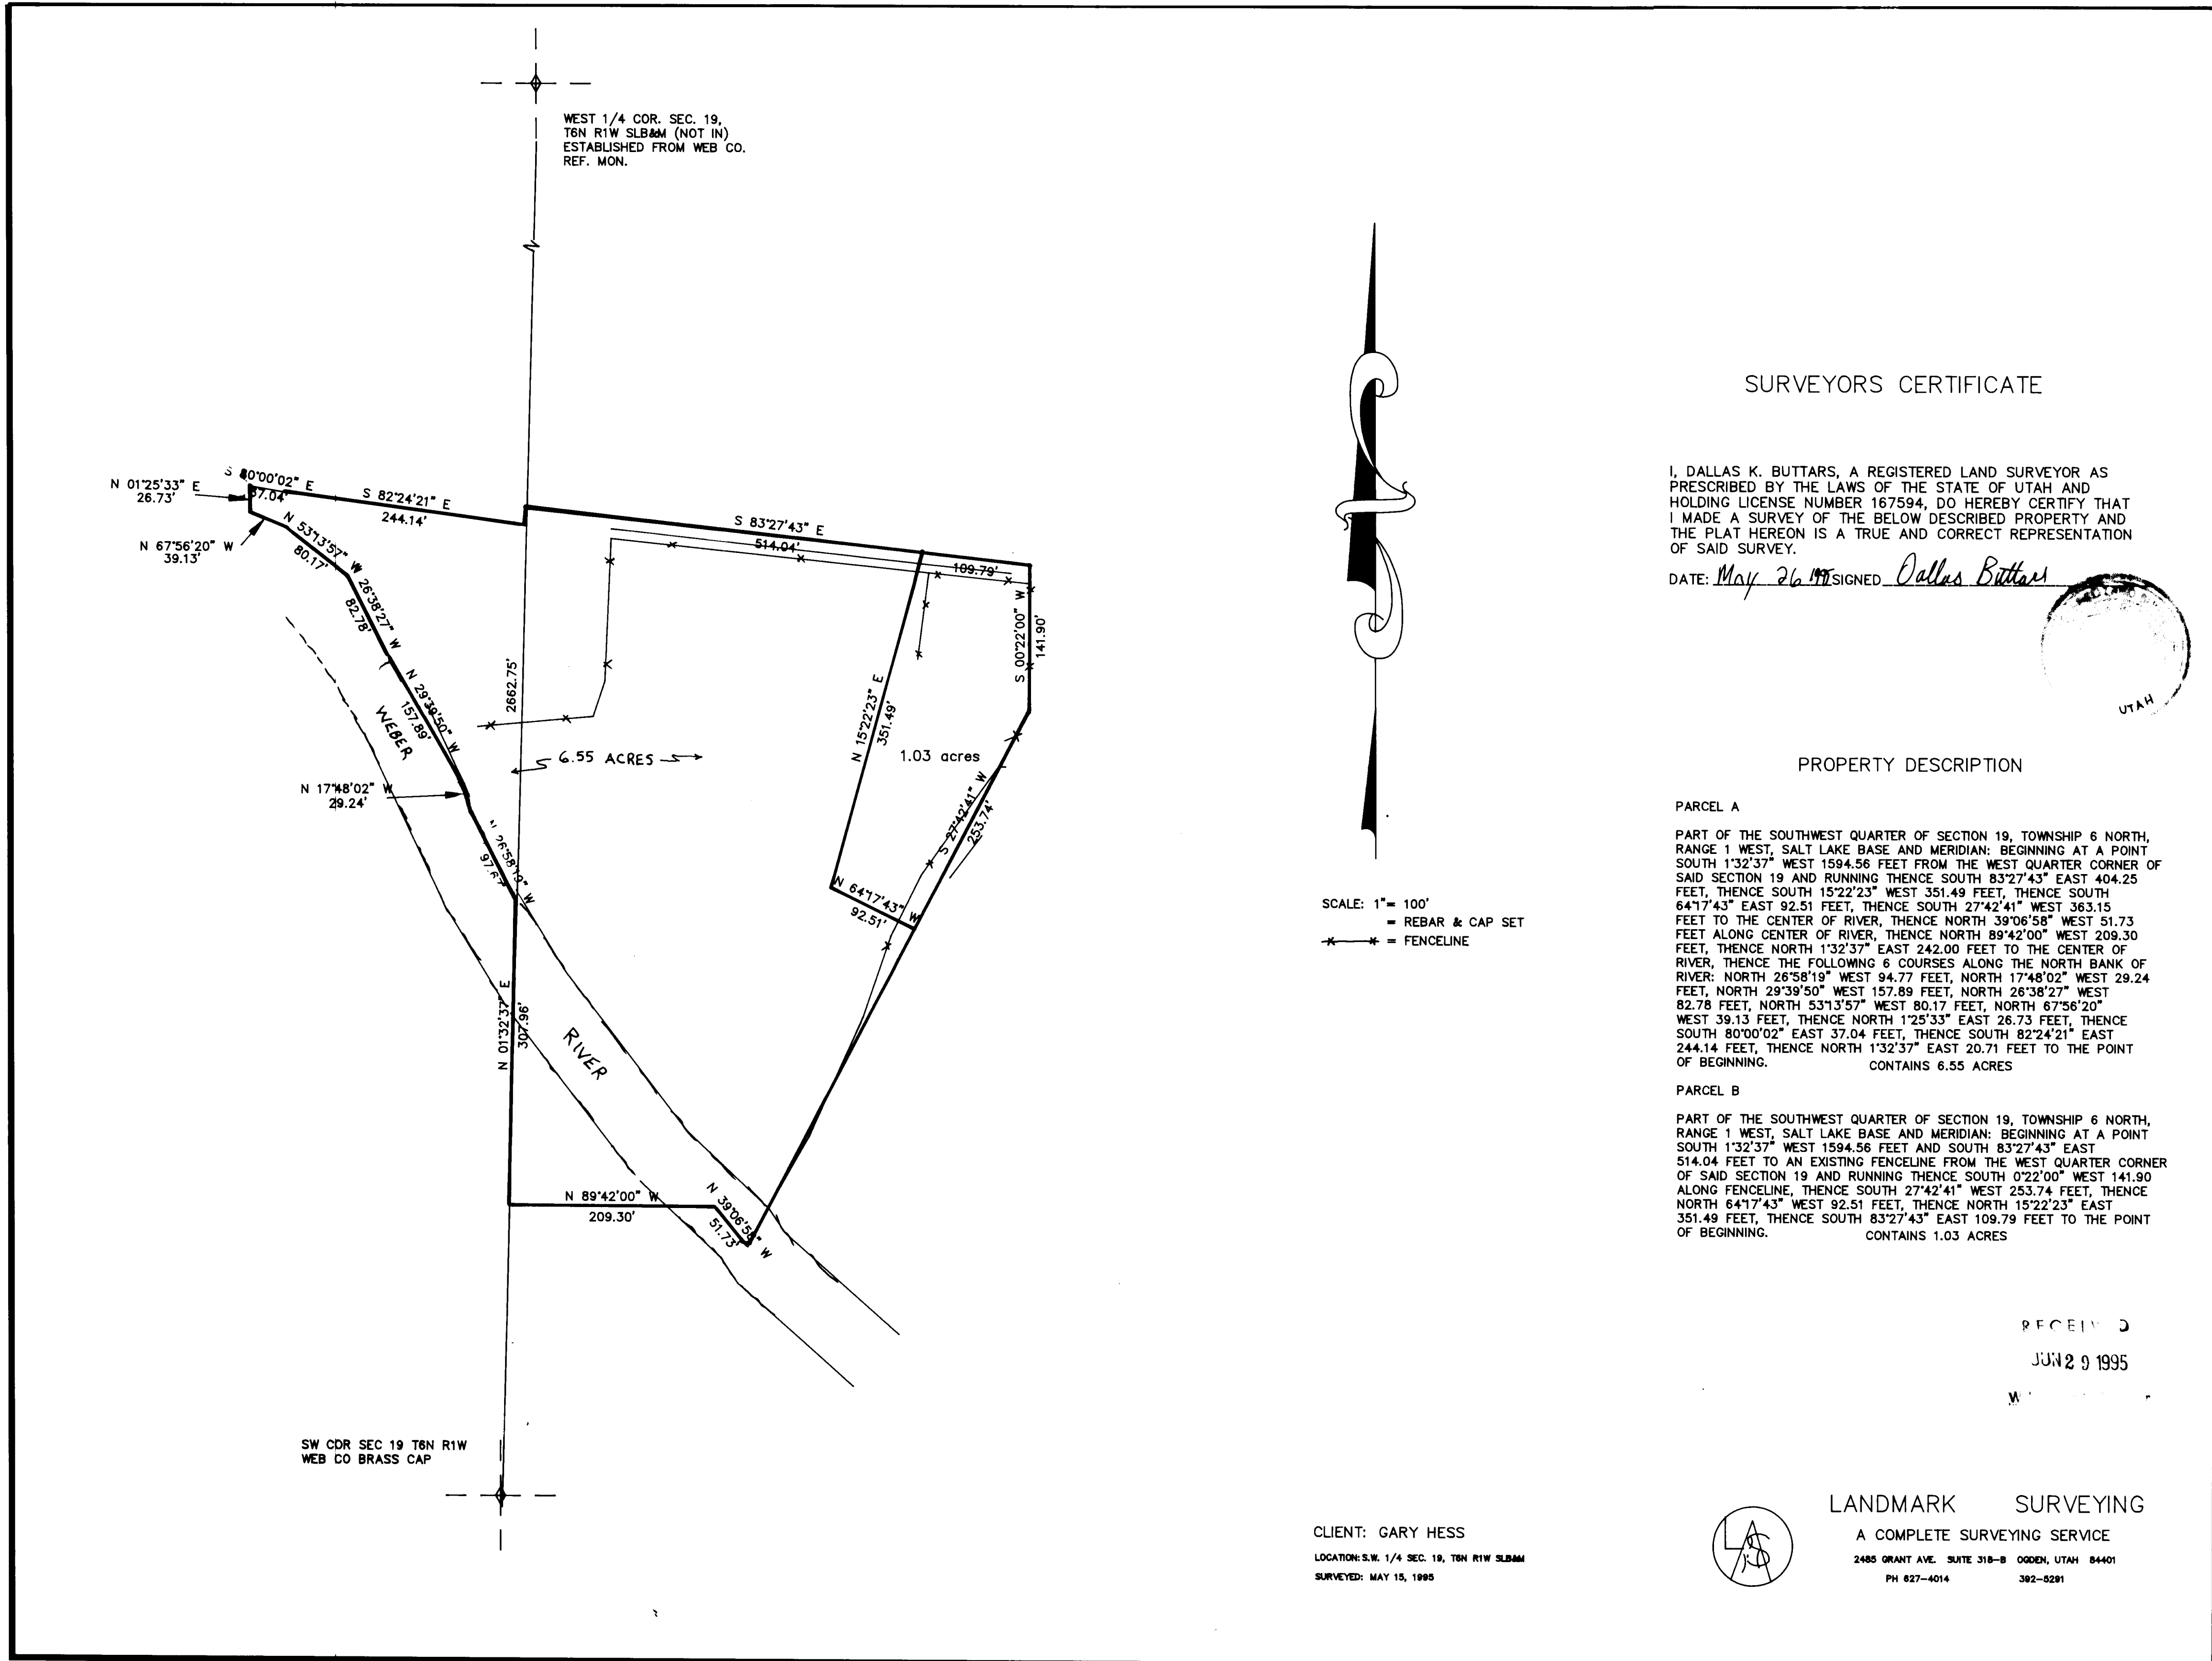 WEST 1/4 COR. SEC. 19,
T6N R1W SLB&M (NOT IN)
ESTABLISHED FROM WEB CO.
REF. MON.
N 01°25'33" E
26.73'
S 80°00'02" E
37.04'
S 82°24'21" E
244.14'
N 67°56'20" W
39.13'
N 53°13'57" W
80.17'
26°38'27" W
82.78'
N 29°39'50" W
157.89'
N 17°48'02" W
29.24'
26°58'19" W
WEBER
RIVER
2662.75'
6.55 ACRES
S 83°27'43" E
514.04'
109.79'
S 00°22'00" W
141.90'
N 15°22'23" E
351.49'
1.03 acres
S 27°42'41" W
253.74'
N 64°17'43" W
92.51'
N 01°32'37" E
307.96'
N 89°42'00" W
209.30'
N 39°06'58" W
51.73'
SW COR SEC 19 T6N R1W
WEB CO BRASS CAP
SCALE: 1"= 100'
= REBAR & CAP SET
= FENCELINE
CLIENT: GARY HESS
LOCATION: S.W. 1/4 SEC. 19, T6N R1W SLB&M
SURVEYED: MAY 15, 1995
SURVEYORS CERTIFICATE
I, DALLAS K. BUTTARS, A REGISTERED LAND SURVEYOR AS
PRESCRIBED BY THE LAWS OF THE STATE OF UTAH AND
HOLDING LICENSE NUMBER 167594, DO HEREBY CERTIFY THAT
I MADE A SURVEY OF THE BELOW DESCRIBED PROPERTY AND
THE PLAT HEREON IS A TRUE AND CORRECT REPRESENTATION
OF SAID SURVEY.
DATE: May 26 1995 SIGNED Dallas Buttars
UTAH
PROPERTY DESCRIPTION
PARCEL A
PART OF THE SOUTHWEST QUARTER OF SECTION 19, TOWNSHIP 6 NORTH,
RANGE 1 WEST, SALT LAKE BASE AND MERIDIAN: BEGINNING AT A POINT
SOUTH 1°32'37" WEST 1594.56 FEET FROM THE WEST QUARTER CORNER OF
SAID SECTION 19 AND RUNNING THENCE SOUTH 83°27'43" EAST 404.25
FEET, THENCE SOUTH 15°22'23" WEST 351.49 FEET, THENCE SOUTH
64°17'43" EAST 92.51 FEET, THENCE SOUTH 27°42'41" WEST 363.15
FEET TO THE CENTER OF RIVER, THENCE NORTH 39°06'58" WEST 51.73
FEET ALONG CENTER OF RIVER, THENCE NORTH 89°42'00" WEST 209.30
FEET, THENCE NORTH 1°32'37" EAST 242.00 FEET TO THE CENTER OF
RIVER, THENCE THE FOLLOWING 6 COURSES ALONG THE NORTH BANK OF
RIVER: NORTH 26°58'19" WEST 94.77 FEET, NORTH 17°48'02" WEST 29.24
FEET, NORTH 29°39'50" WEST 157.89 FEET, NORTH 26°38'27" WEST
82.78 FEET, NORTH 53°13'57" WEST 80.17 FEET, NORTH 67°56'20"
WEST 39.13 FEET, THENCE NORTH 1°25'33" EAST 26.73 FEET, THENCE
SOUTH 80°00'02" EAST 37.04 FEET, THENCE SOUTH 82°24'21" EAST
244.14 FEET, THENCE NORTH 1°32'37" EAST 20.71 FEET TO THE POINT
OF BEGINNING. CONTAINS 6.55 ACRES
PARCEL B
PART OF THE SOUTHWEST QUARTER OF SECTION 19, TOWNSHIP 6 NORTH,
RANGE 1 WEST, SALT LAKE BASE AND MERIDIAN: BEGINNING AT A POINT
SOUTH 1°32'37" WEST 1594.56 FEET AND SOUTH 83°27'43" EAST
514.04 FEET TO AN EXISTING FENCELINE FROM THE WEST QUARTER CORNER
OF SAID SECTION 19 AND RUNNING THENCE SOUTH 0°22'00" WEST 141.90
ALONG FENCELINE, THENCE SOUTH 27°42'41" WEST 253.74 FEET, THENCE
NORTH 64°17'43" WEST 92.51 FEET, THENCE NORTH 15°22'23" EAST
351.49 FEET, THENCE SOUTH 83°27'43" EAST 109.79 FEET TO THE POINT
OF BEGINNING. CONTAINS 1.03 ACRES
RECEIV D
JUN 29 1995
LANDMARK SURVEYING
A COMPLETE SURVEYING SERVICE
2485 GRANT AVE. SUITE 318-B OGDEN, UTAH 84401
PH 627-4014 392-5291